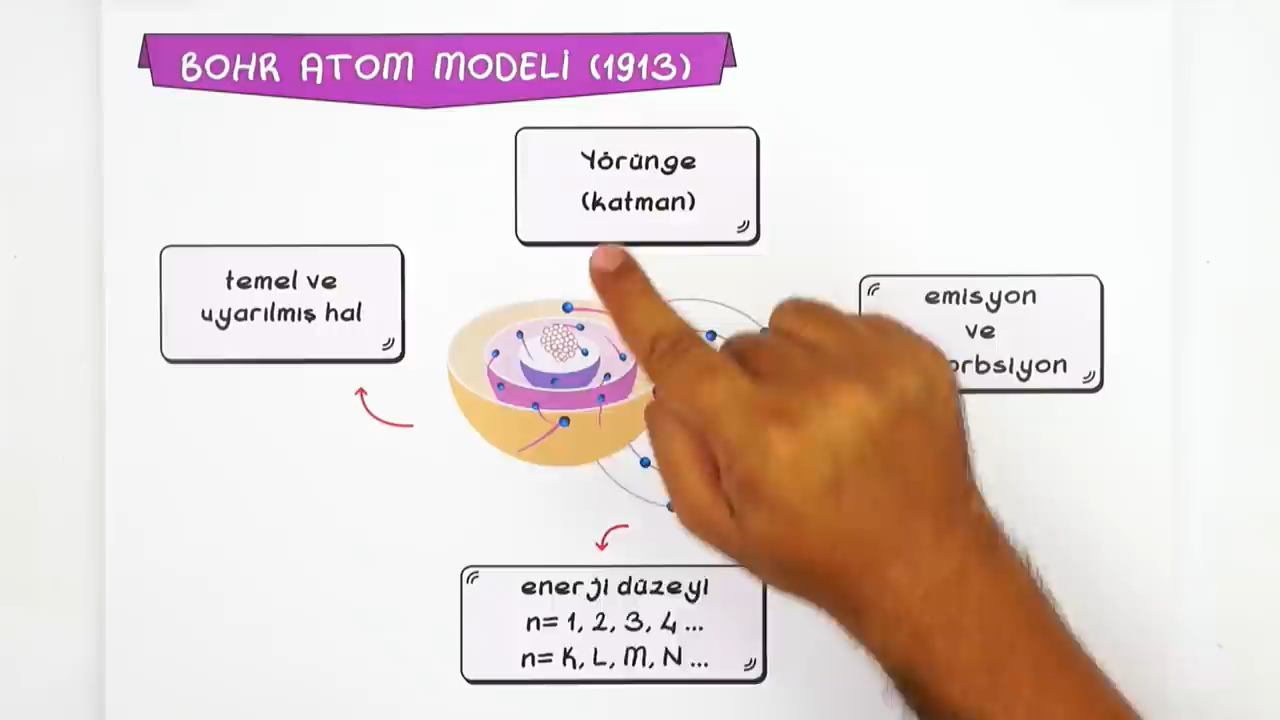 BOHR ATOM MODELİ (1913)
Yörünge
(katman)
temel ve
uyarılmış hal
emisyon
ve
enerji düzeyi
n= 1, 2, 3, 4 ...
n= K, L, M, N ...